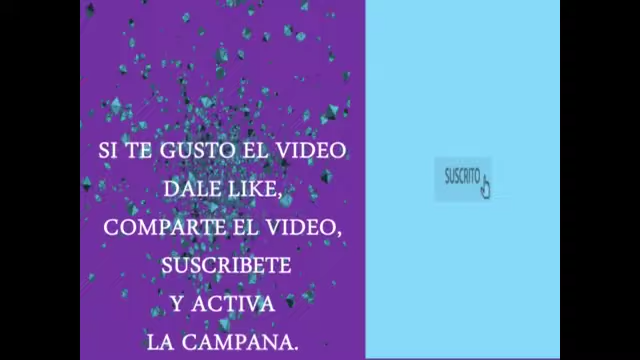 SI TE GUSTO EL VIDEO
DALE LIKE,
COMPARTE EL VIDEO,
SUSCRIBETE
Y ACTIVA
LA CAMPANA.
SUSCRITO